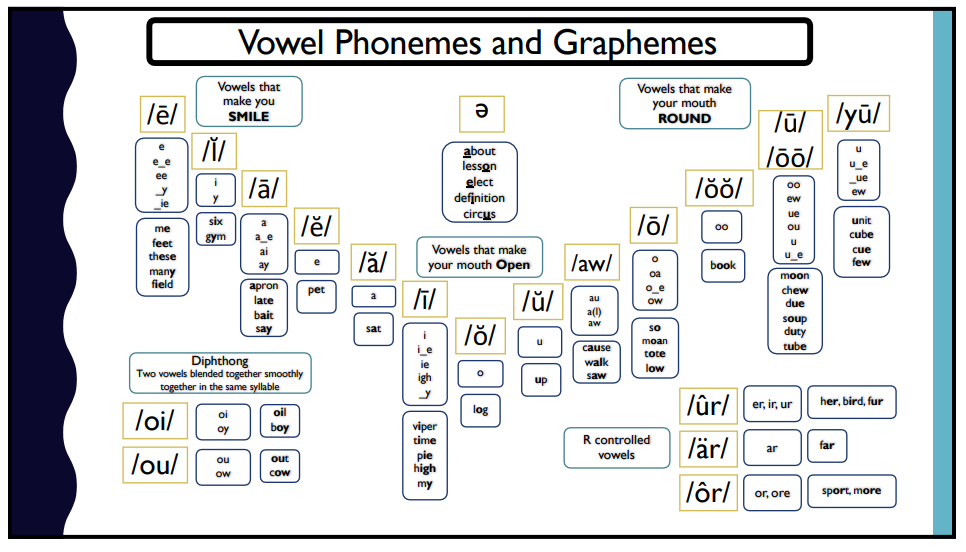 Vowel Phonemes and Graphemes
Vowels that
make you
SMILE
/ē/
e
e_e
ee
_y
_ie
me
feet
these
many
field
/ĭ/
i
y
six
gym
/ā/
a
a_e
ai
ay
apron
late
bait
say
/ĕ/
e
pet
/ă/
a
sat
ə
about
lesson
elect
definition
circus
Vowels that make
your mouth Open
/ī/
i
i_e
ie
igh
_y
viper
time
pie
high
my
/ŏ/
o
log
/ŭ/
u
up
/aw/
au
a(l)
aw
cause
walk
saw
Vowels that make
your mouth
ROUND
/ō/
o
oa
o_e
ow
so
moan
tote
low
/ŏŏ/
oo
book
/ū/
/ōō/
oo
ew
ue
ou
u
u_e
moon
chew
due
soup
duty
tube
/yū/
u
u_e
_ue
ew
unit
cube
cue
few
Diphthong
Two vowels blended together smoothly
together in the same syllable
/oi/
oi
oy
oil
boy
/ou/
ou
ow
out
cow
R controlled
vowels
/ûr/
er, ir, ur
her, bird, fur
/är/
ar
far
/ôr/
or, ore
sport, more